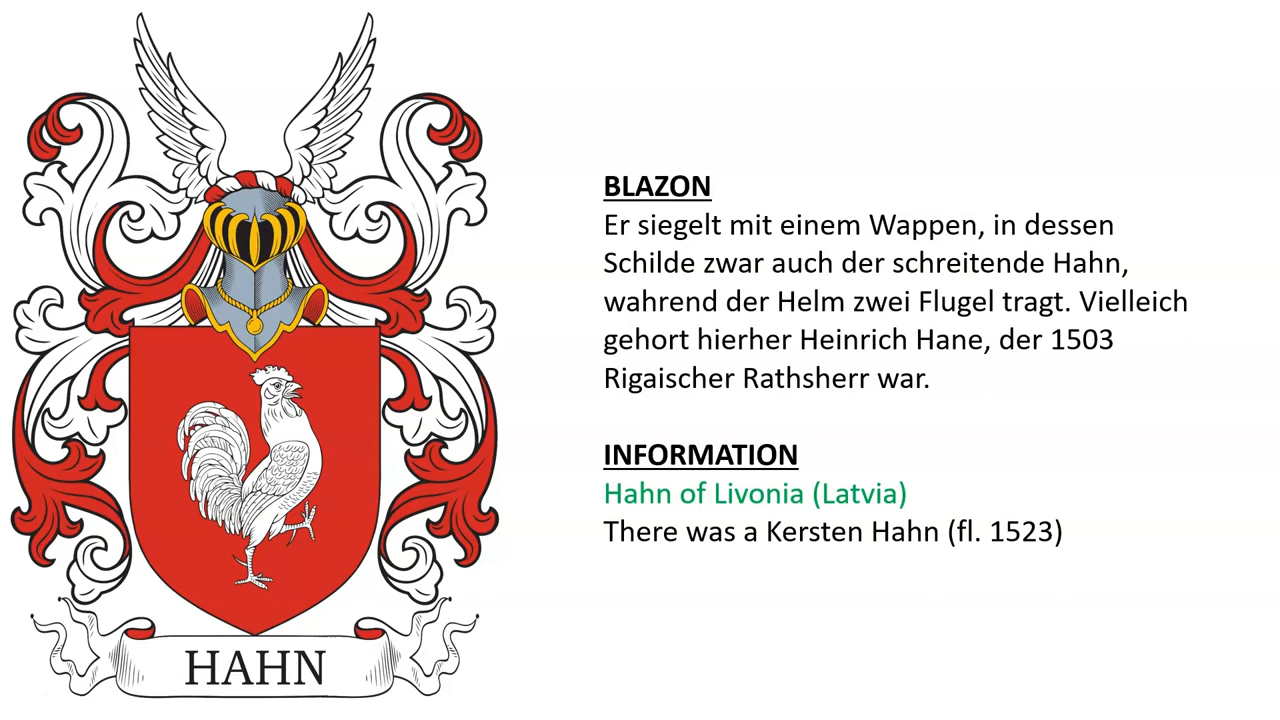 BLAZON
Er siegelt mit einem Wappen, in dessen
Schilde zwar auch der schreitende Hahn,
wahrend der Helm zwei Flugel tragt. Vielleich
gehort hierher Heinrich Hane, der 1503
Rigaischer Rathsherr war.
INFORMATION
Hahn of Livonia (Latvia)
There was a Kersten Hahn (fl. 1523)
HAHN